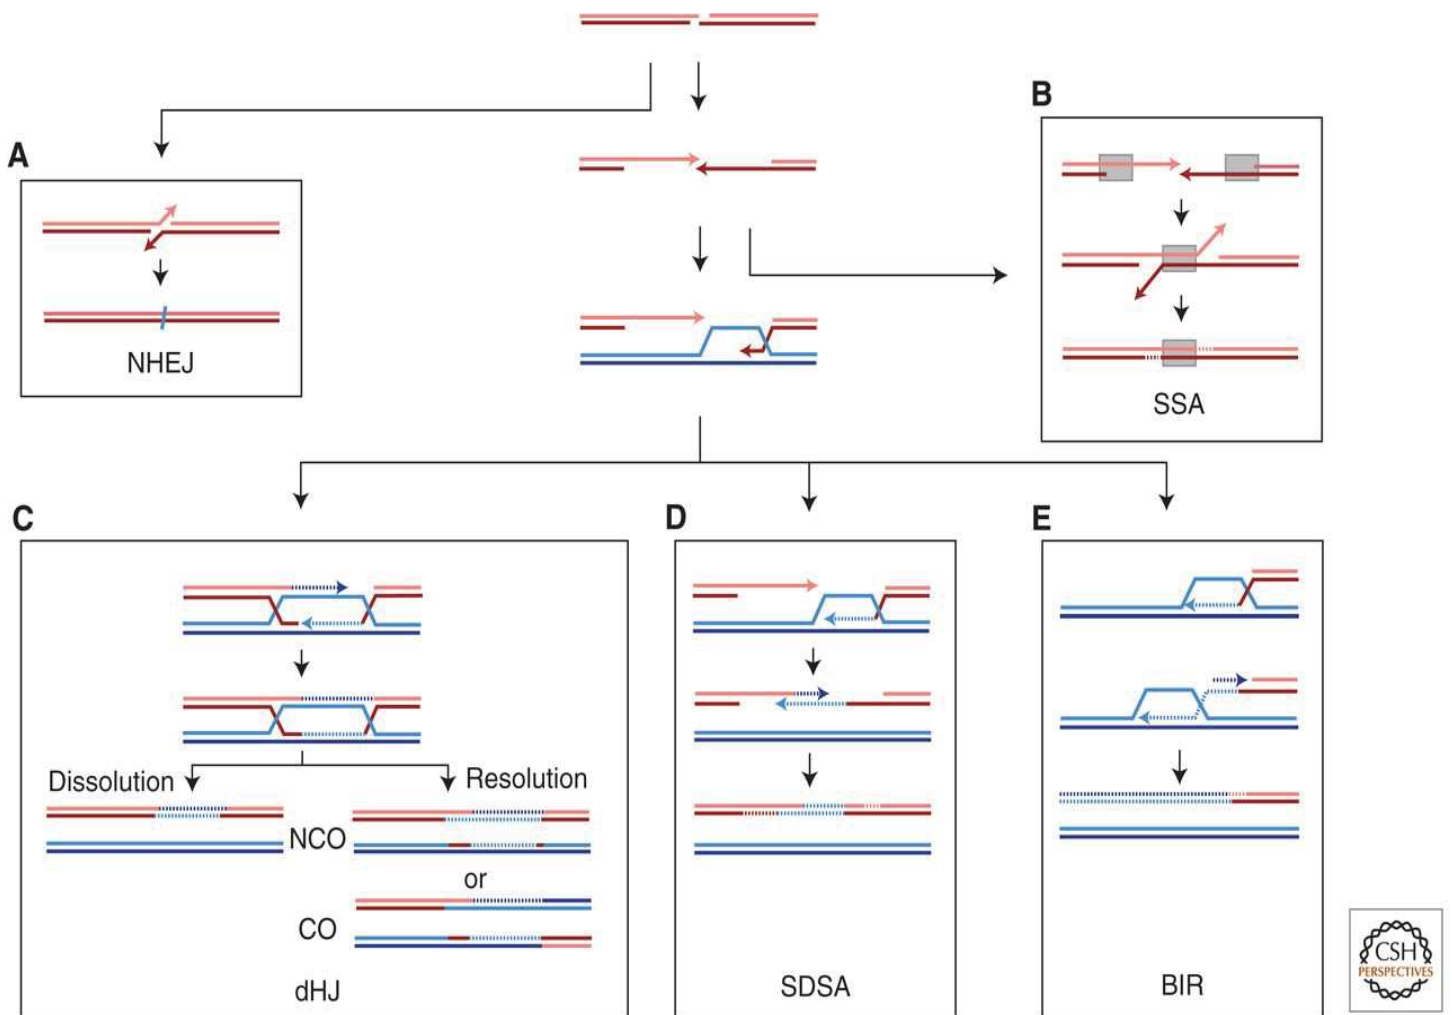 B
A
NHEJ
SSA
C
D
E
Dissolution
Resolution
NCO
or
CO
dHJ
SDSA
BIR
CSH
PERSPECTIVES